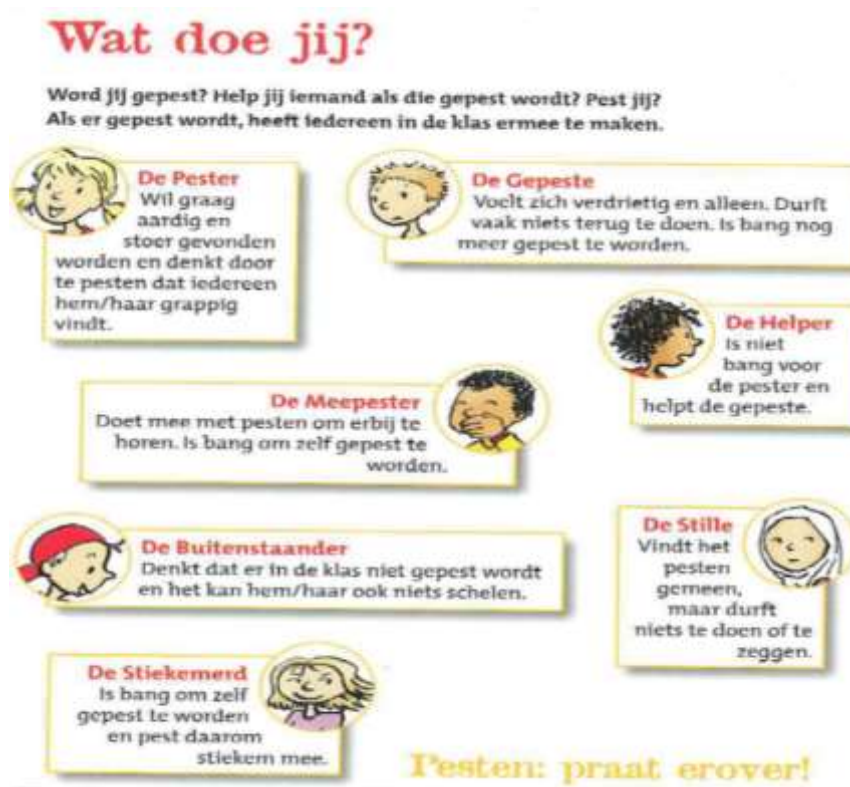 Wat doe jij?
Word jij gepest? Help jij iemand als die gepest wordt? Pest jij?
Als er gepest wordt, heeft iedereen in de klas ermee te maken.
De Pester
Wil graag
aardig en
stoer gevonden
worden en denkt door
te pesten dat iedereen
hem/haar grappig
vindt.
De Gepeste
Voelt zich verdrietig en alleen. Durft
vaak niets terug te doen. Is bang nog
meer gepest te worden.
De Helper
Is niet
bang voor
de pester en
helpt de gepeste.
De Meepester
Doet mee met pesten om erbij te
horen. Is bang om zelf gepest te
worden.
De Buitenstaander
Denkt dat er in de klas niet gepest wordt
en het kan hem/haar ook niets schelen.
De Stille
Vindt het
pesten
gemeen,
maar durft
niets te doen of te
zeggen.
De Stiekemerd
Is bang om zelf
gepest te worden
en pest daarom
stiekem mee.
Pesten: praat erover!